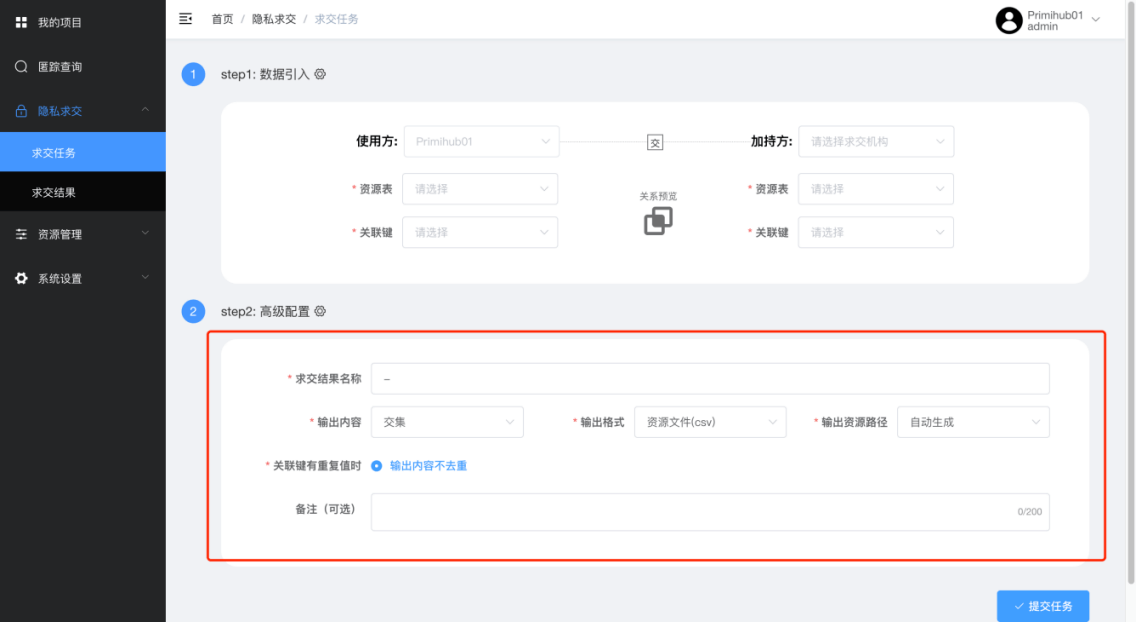 我的项目
匿踪查询
隐私求交
求交任务
求交结果
资源管理
系统设置
首页 / 隐私求交 / 求交任务
Primihub01
admin
1 step1: 数据引入
使用方: Primihub01 交 加持方: 请选择求交机构
* 资源表 请选择 关系预览 * 资源表 请选择
* 关联键 请选择 * 关联键 请选择
2 step2: 高级配置
* 求交结果名称 –
* 输出内容 交集 * 输出格式 资源文件(csv) * 输出资源路径 自动生成
* 关联键有重复值时 输出内容不去重
备注（可选） 0/200
提交任务